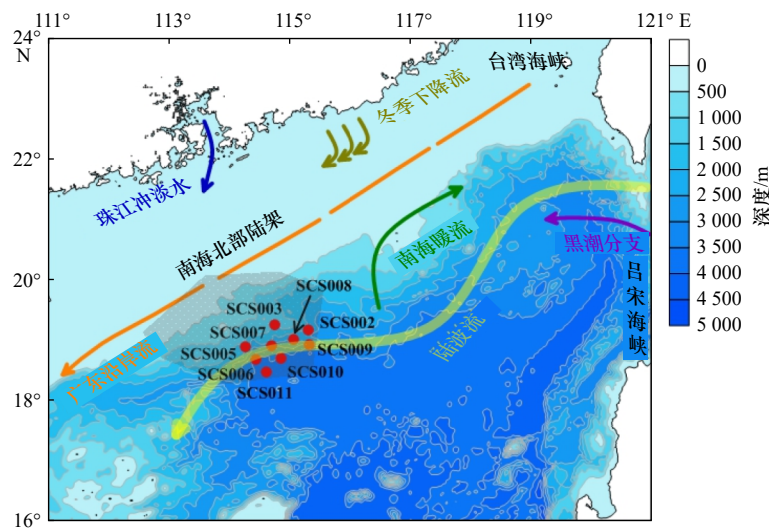 111°
113°
115°
117°
119°
121° E
24°
N
22°
20°
18°
16°
台湾海峡
冬季下降流
珠江冲淡水
南海北部陆架
南海暖流
黑潮分支
吕宋海峡
陆波流
广东沿岸流
SCS008
SCS003
SCS002
SCS007
SCS005
SCS009
SCS006
SCS010
SCS011
0
500
1 000
1 500
2 000
2 500
3 000
3 500
4 000
4 500
5 000
深度/m